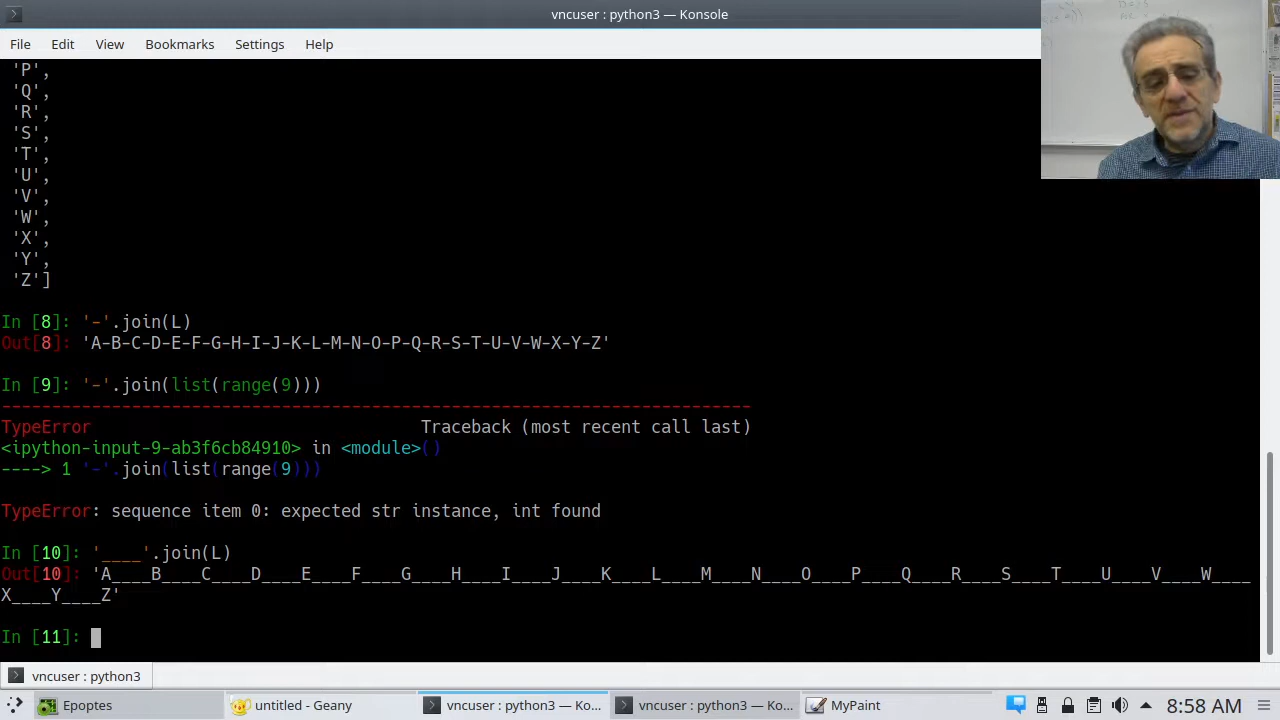 vncuser : python3 — Konsole
File Edit View Bookmarks Settings Help
'P',
'Q',
'R',
'S',
'T',
'U',
'V',
'W',
'X',
'Y',
'Z']
In [8]: '-'.join(L)
Out[8]: 'A-B-C-D-E-F-G-H-I-J-K-L-M-N-O-P-Q-R-S-T-U-V-W-X-Y-Z'
In [9]: '-'.join(list(range(9)))
---------------------------------------------------------------------------
TypeError                                 Traceback (most recent call last)
<ipython-input-9-ab3f6cb84910> in <module>()
----> 1 '-'.join(list(range(9)))
TypeError: sequence item 0: expected str instance, int found
In [10]: '____'.join(L)
Out[10]: 'A____B____C____D____E____F____G____H____I____J____K____L____M____N____O____P____Q____R____S____T____U____V____W____
X____Y____Z'
In [11]:
vncuser : python3
Epoptes
untitled - Geany
vncuser : python3 — Ko...
vncuser : python3 — Ko...
MyPaint
8:58 AM